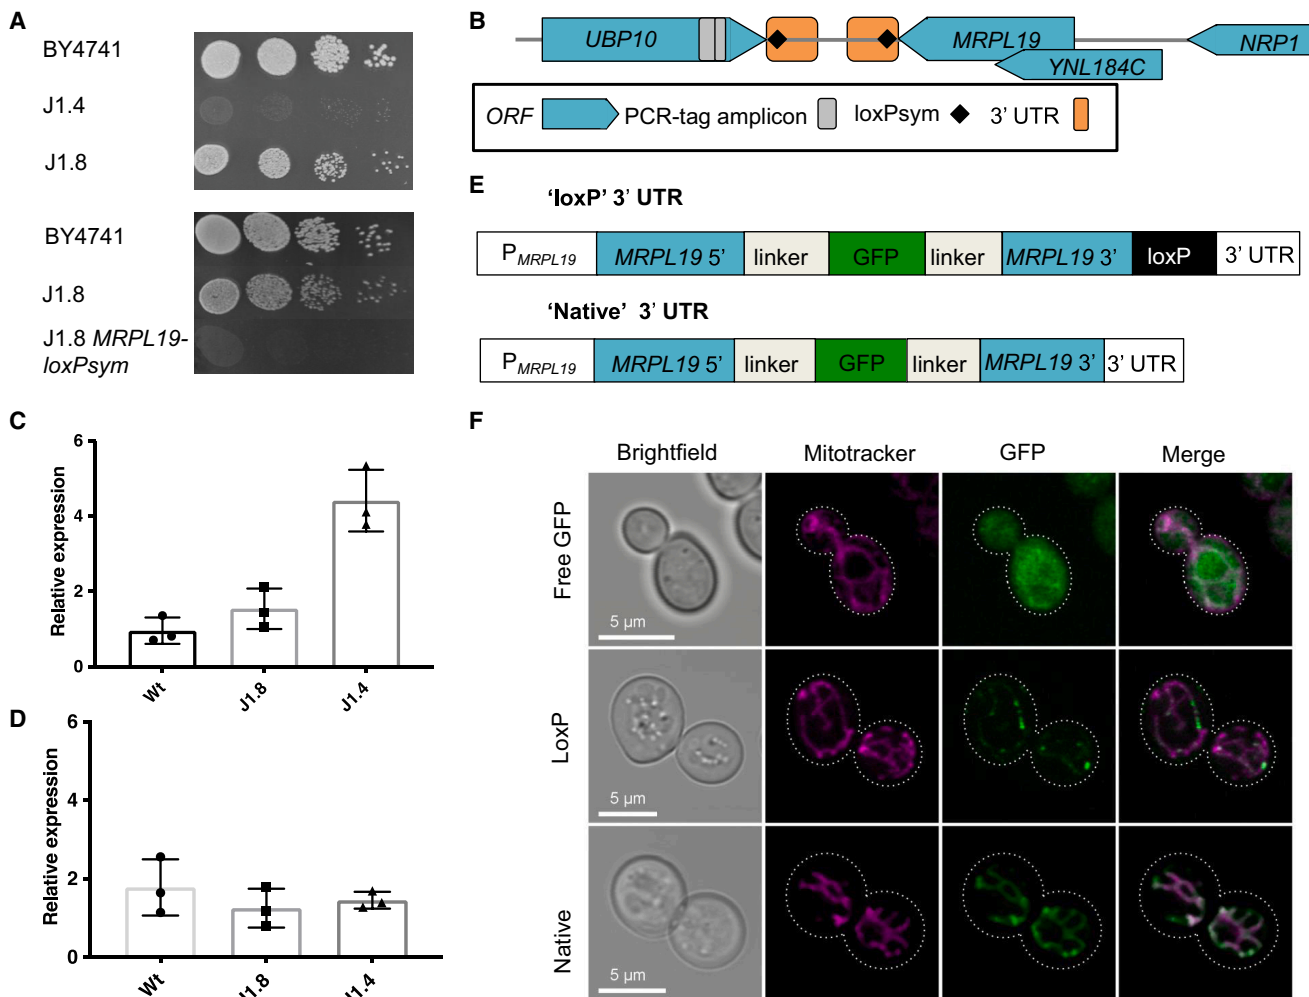 A
BY4741
J1.4
J1.8
BY4741
J1.8
J1.8 MRPL19-
loxPsym
B
UBP10
MRPL19
YNL184C
NRP1
ORF PCR-tag amplicon loxPsym 3' UTR
E
'loxP' 3' UTR
PMRPL19 MRPL19 5' linker GFP linker MRPL19 3' loxP 3' UTR
'Native' 3' UTR
PMRPL19 MRPL19 5' linker GFP linker MRPL19 3' 3' UTR
C
Relative expression
6
4
2
0
Wt J1.8 J1.4
D
Relative expression
6
4
2
0
Wt J1.8 J1.4
F
Brightfield Mitotracker GFP Merge
Free GFP
5 μm
LoxP
5 μm
Native
5 μm